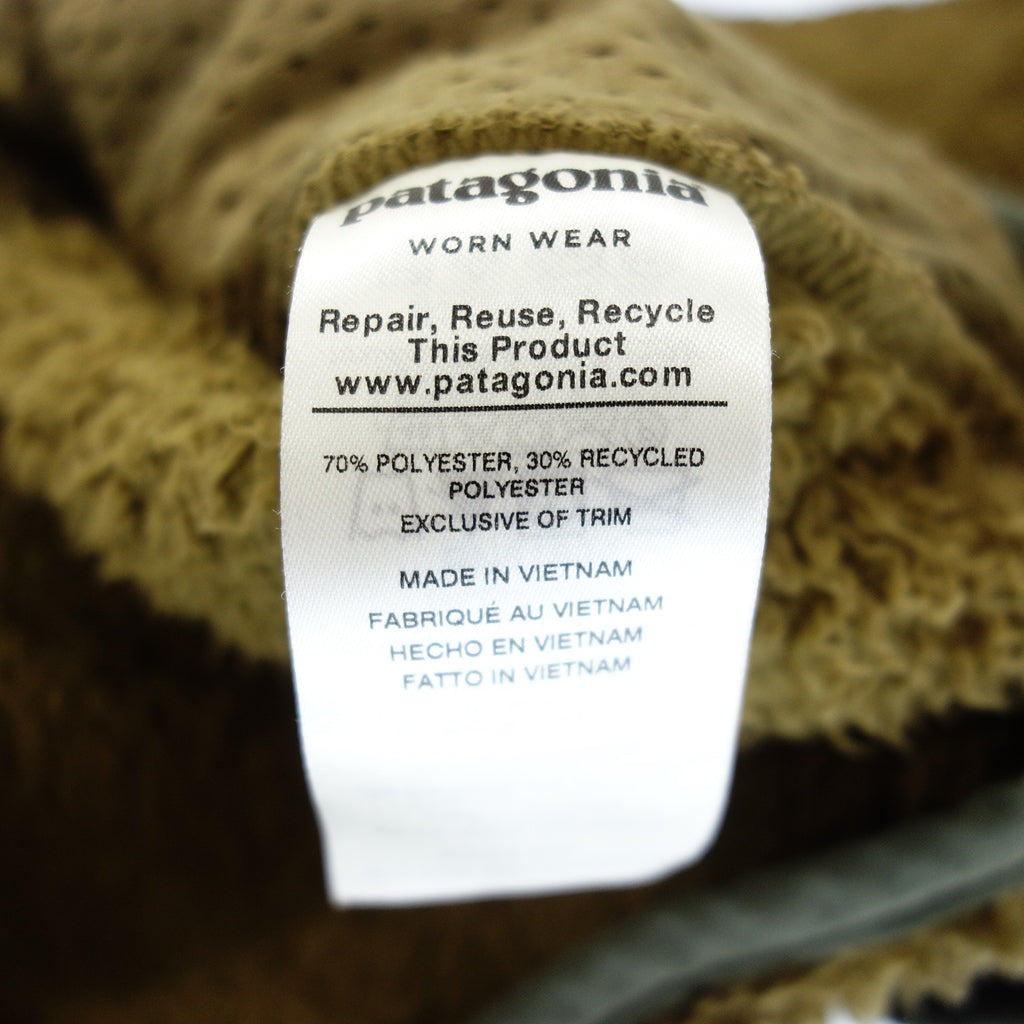 patagonia
WORN WEAR
Repair, Reuse, Recycle
This Product
www.patagonia.com
70% POLYESTER, 30% RECYCLED
POLYESTER
EXCLUSIVE OF TRIM
MADE IN VIETNAM
FABRIQUÉ AU VIETNAM
HECHO EN VIETNAM
FATTO IN VIETNAM